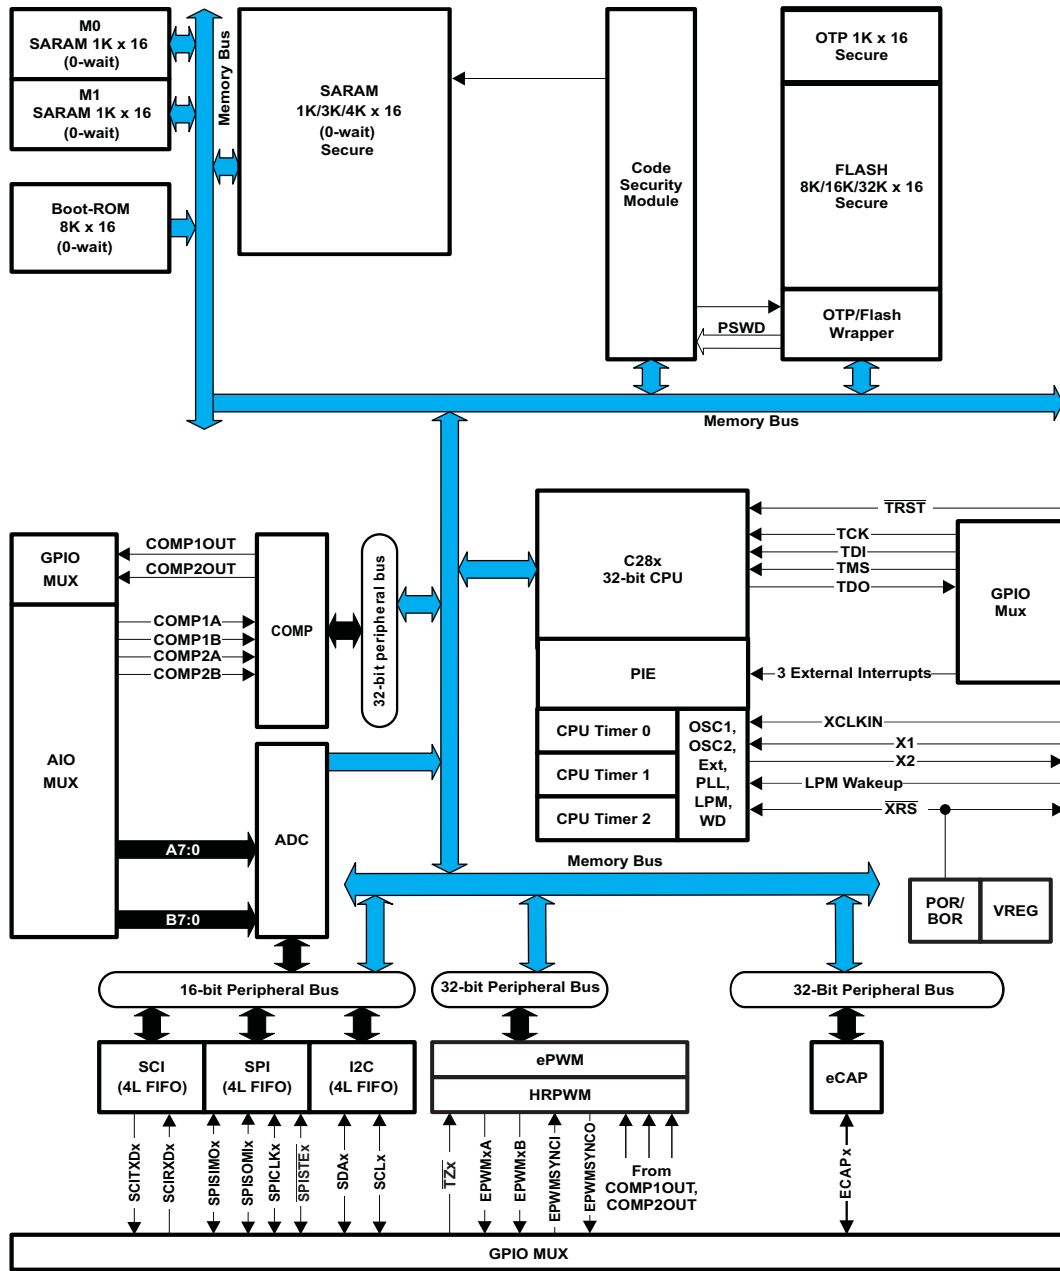 M0
SARAM 1K x 16
(0-wait)
M1
SARAM 1K x 16
(0-wait)
Boot-ROM
8K x 16
(0-wait)
Memory Bus
SARAM
1K/3K/4K x 16
(0-wait)
Secure
Code
Security
Module
OTP 1K x 16
Secure
FLASH
8K/16K/32K x 16
Secure
OTP/Flash
Wrapper
PSWD
Memory Bus
GPIO
MUX
COMP1OUT
COMP2OUT
AIO
MUX
COMP1A
COMP1B
COMP2A
COMP2B
COMP
32-bit peripheral bus
A7:0
B7:0
ADC
C28x
32-bit CPU
PIE
CPU Timer 0
CPU Timer 1
CPU Timer 2
OSC1,
OSC2,
Ext,
PLL,
LPM,
WD
TRST
TCK
TDI
TMS
TDO
GPIO
Mux
3 External Interrupts
XCLKIN
X1
X2
LPM Wakeup
XRS
POR/
BOR
VREG
Memory Bus
16-bit Peripheral Bus
32-bit Peripheral Bus
32-Bit Peripheral Bus
SCI
(4L FIFO)
SPI
(4L FIFO)
I2C
(4L FIFO)
ePWM
HRPWM
eCAP
SCITXDx
SCIRXDx
SPISIMOx
SPISOMIx
SPICLKx
SPISTEx
SDAx
SCLx
TZx
EPWMxA
EPWMxB
EPWMSYNCI
EPWMSYNCO
From
COMP1OUT,
COMP2OUT
ECAPx
GPIO MUX